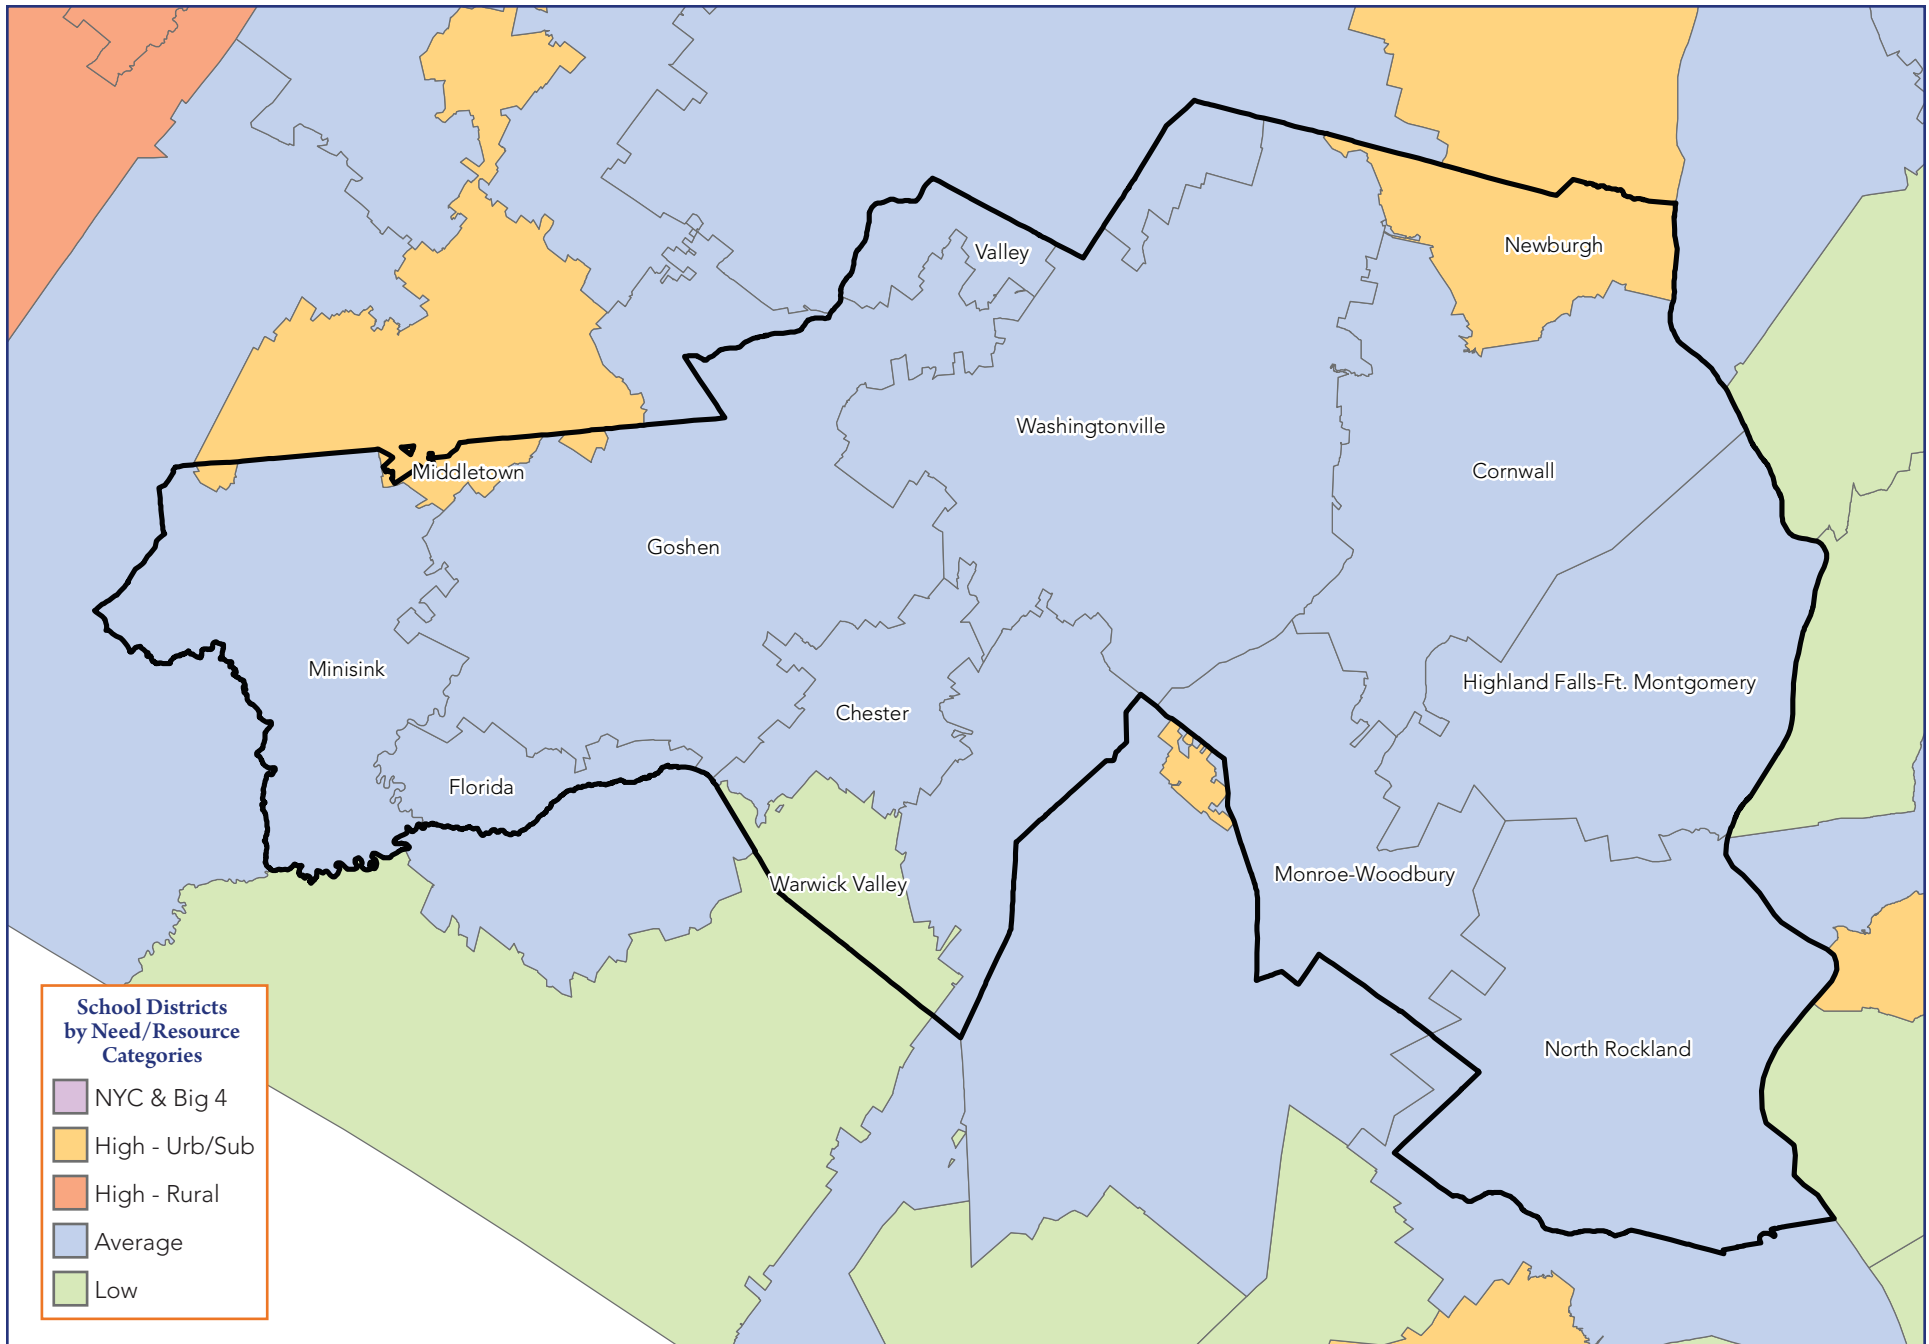 Valley
Newburgh
Washingtonville
Middletown
Cornwall
Goshen
Minisink
Highland Falls-Ft. Montgomery
Chester
Florida
Warwick Valley
Monroe-Woodbury
North Rockland
School Districts
by Need/Resource
Categories
NYC & Big 4
High - Urb/Sub
High - Rural
Average
Low